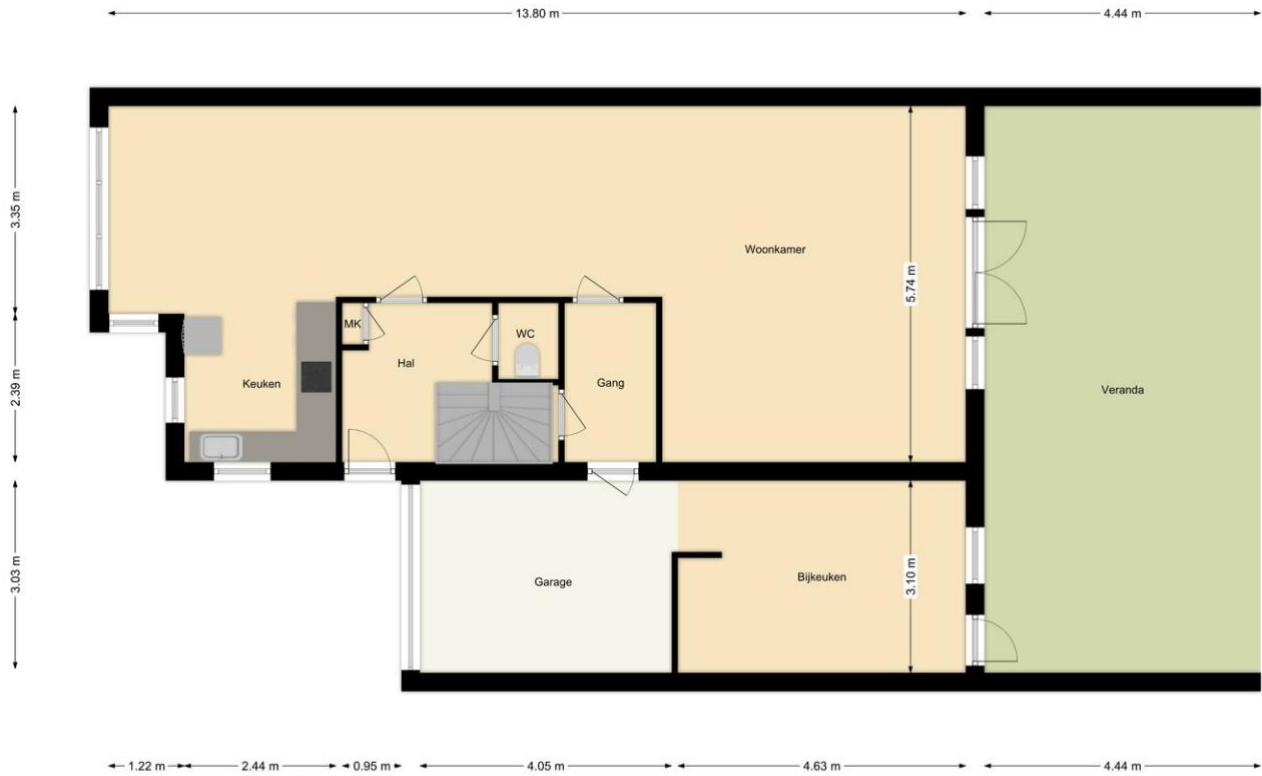 13.80 m
4.44 m
3.35 m
Woonkamer
5.74 m
MK
WC
Hal
Gang
Keuken
2.39 m
Veranda
3.03 m
Garage
Bijkeuken
3.10 m
1.22 m
2.44 m
0.95 m
4.05 m
4.63 m
4.44 m